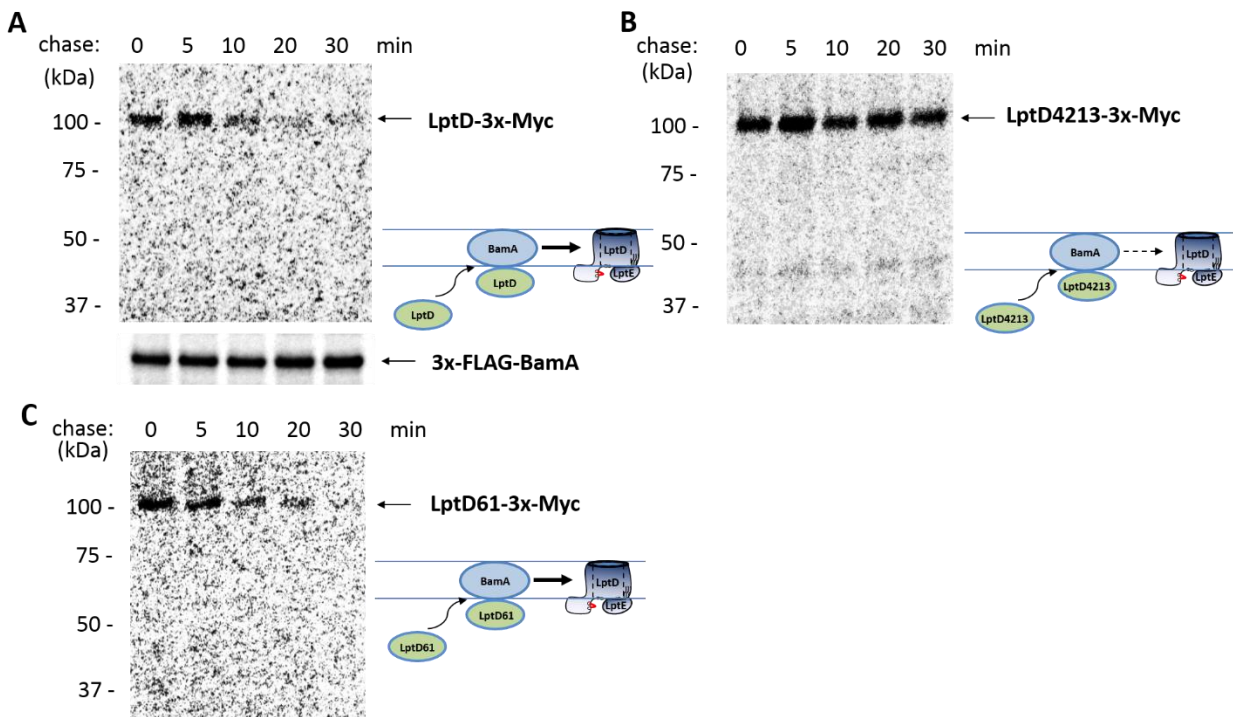 A
chase: 0 5 10 20 30 min
(kDa)
100 -
LptD-3x-Myc
75 -
50 -
37 -
BamA
LptD
LptE
LptD
LptD
3x-FLAG-BamA
B
chase: 0 5 10 20 30 min
(kDa)
100 -
LptD4213-3x-Myc
75 -
50 -
37 -
BamA
LptD
LptE
LptD4213
LptD4213
C
chase: 0 5 10 20 30 min
(kDa)
100 -
LptD61-3x-Myc
75 -
50 -
37 -
BamA
LptD
LptE
LptD61
LptD61